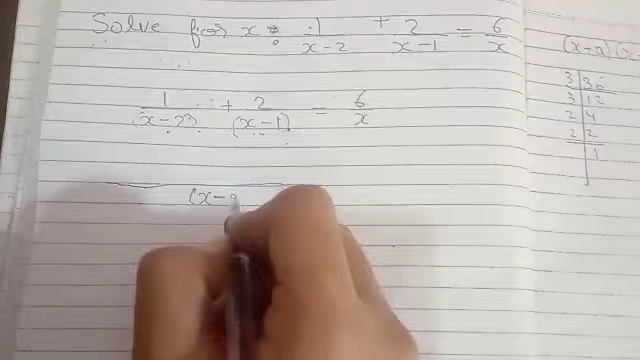 Solve for x : 1/(x-2) + 2/(x-1) = 6/x
1/(x-2) + 2/(x-1) = 6/x
(x-2
(x+a)(x
3 | 36
3 | 12
2 | 4
2 | 2
| 1